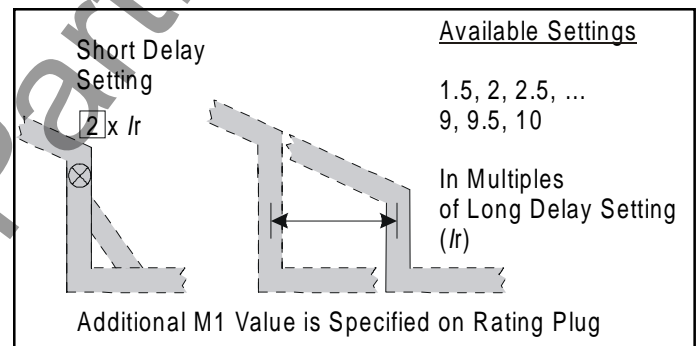 Short Delay
Setting
2 x Ir
Available Settings
1.5, 2, 2.5, ...
9, 9.5, 10
In Multiples
of Long Delay Setting
(Ir)
Additional M1 Value is Specified on Rating Plug
Part